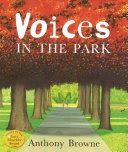 Voices
IN THE PARK
Anthony Browne